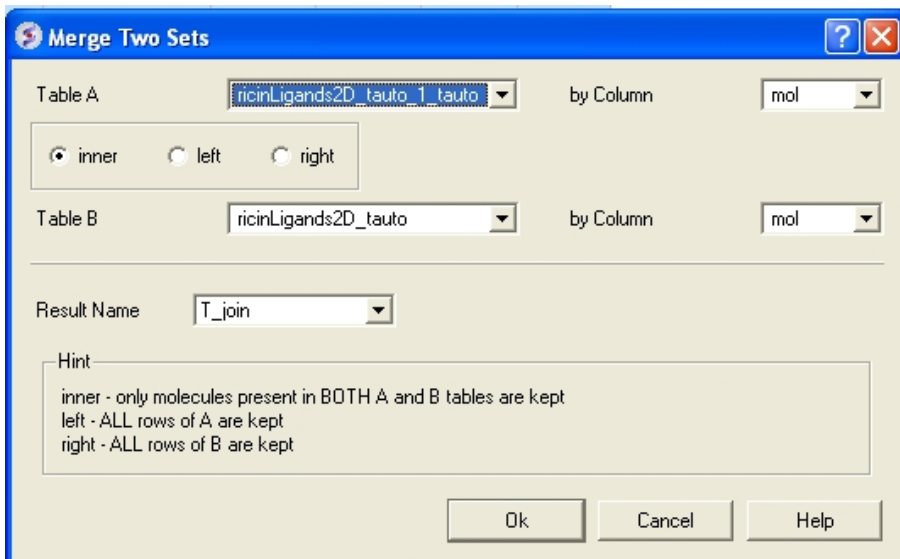 Merge Two Sets
Table A ricinLigands2D_tauto_1_tauto by Column mol
inner left right
Table B ricinLigands2D_tauto by Column mol
Result Name T_join
Hint
inner - only molecules present in BOTH A and B tables are kept
left - ALL rows of A are kept
right - ALL rows of B are kept
Ok Cancel Help